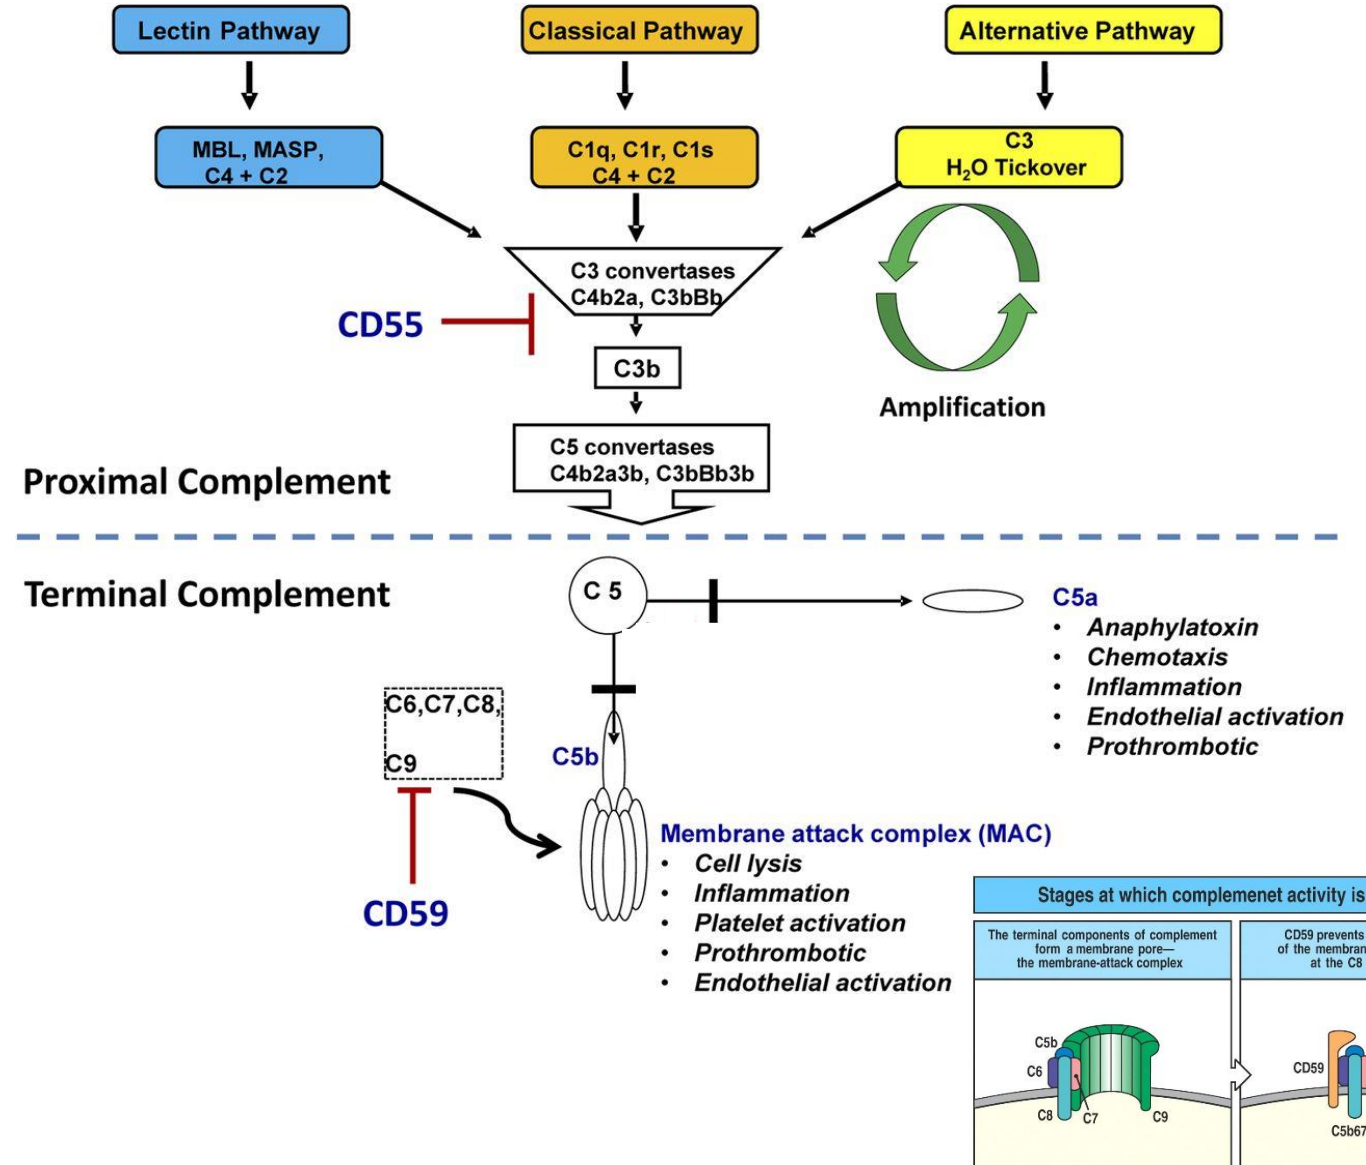 Lectin Pathway
Classical Pathway
Alternative Pathway
MBL, MASP,
C4 + C2
C1q, C1r, C1s
C4 + C2
C3
H₂O Tickover
C3 convertases
C4b2a, C3bBb
CD55
C3b
Amplification
C5 convertases
C4b2a3b, C3bBb3b
Proximal Complement
Terminal Complement
C 5
C5a
• Anaphylatoxin
• Chemotaxis
• Inflammation
• Endothelial activation
• Prothrombotic
C6,C7,C8,
C9
C5b
CD59
Membrane attack complex (MAC)
• Cell lysis
• Inflammation
• Platelet activation
• Prothrombotic
• Endothelial activation
Stages at which complemenet activity is
The terminal components of complement
form a membrane pore—
the membrane-attack complex
CD59 prevents
of the membran
at the C8
C5b
C6
C8
C7
C9
CD59
C5b67